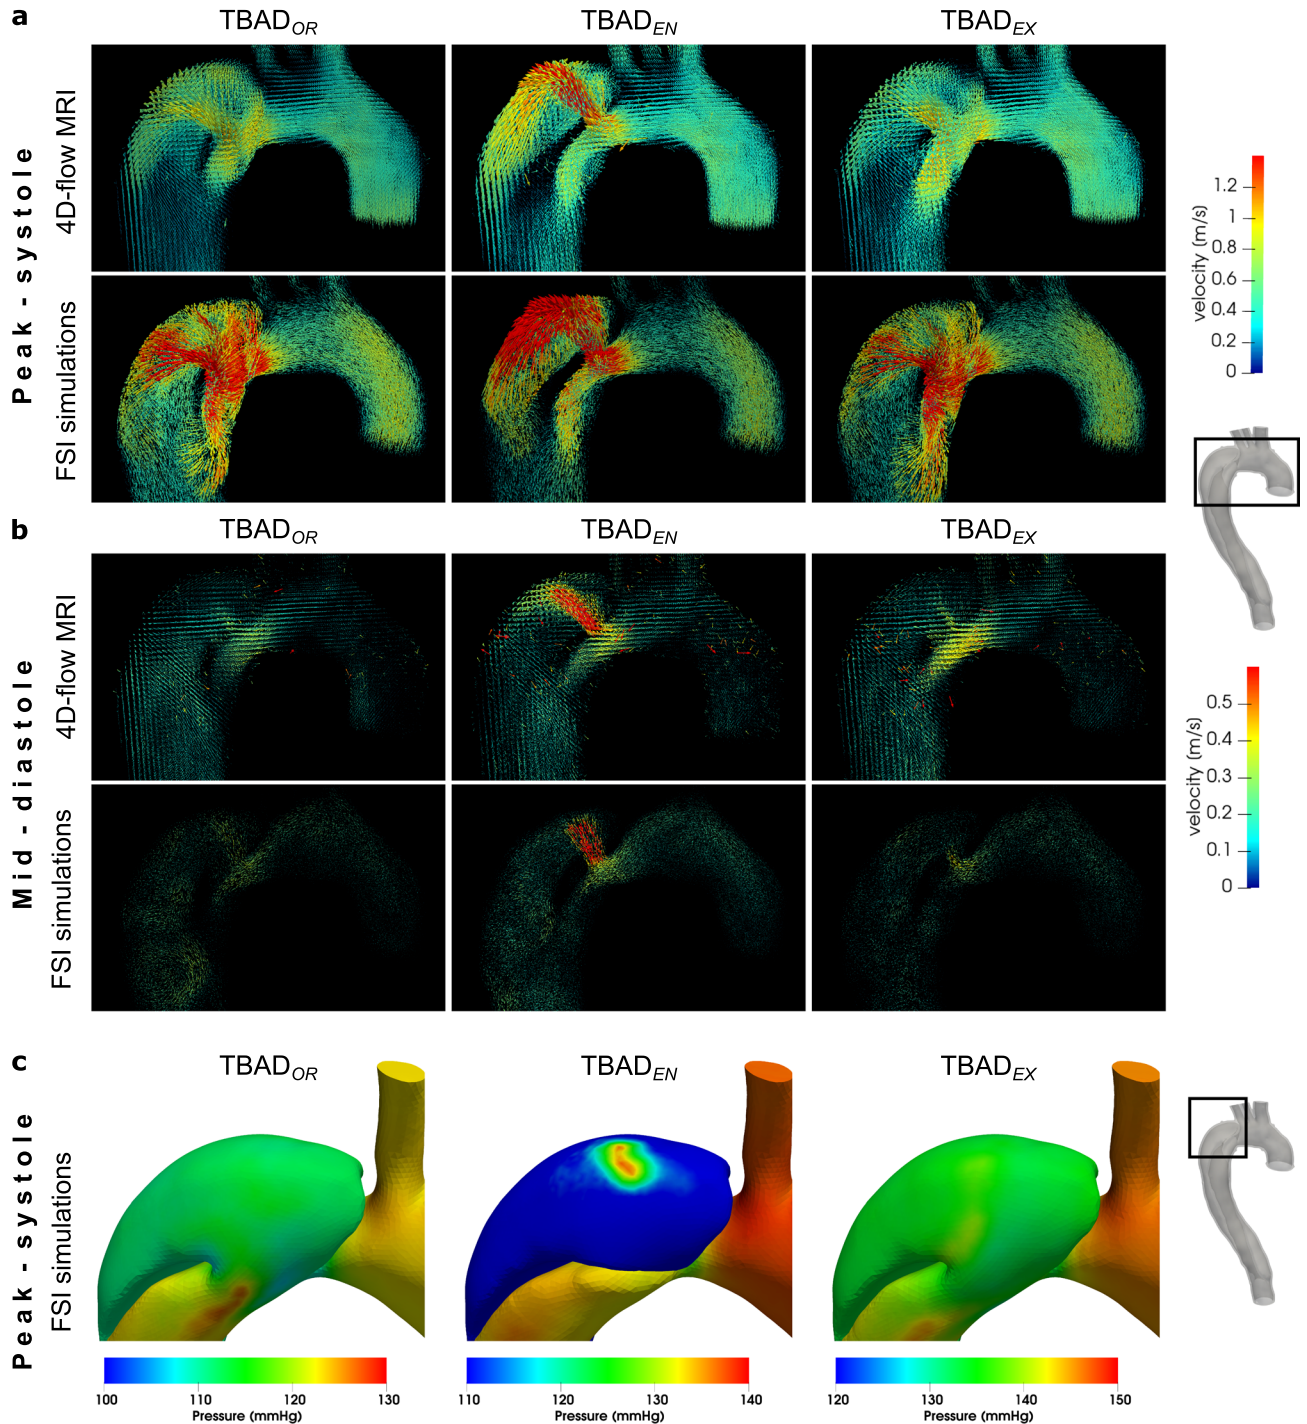 a
TBAD_OR TBAD_EN TBAD_EX
Peak - systole
4D-flow MRI
FSI simulations
velocity (m/s)
1.2
1
0.8
0.6
0.4
0.2
0
b
TBAD_OR TBAD_EN TBAD_EX
Mid - diastole
4D-flow MRI
FSI simulations
velocity (m/s)
0.5
0.4
0.3
0.2
0.1
0
c
TBAD_OR TBAD_EN TBAD_EX
Peak - systole
FSI simulations
100 110 120 130
Pressure (mmHg)
110 120 130 140
Pressure (mmHg)
120 130 140 150
Pressure (mmHg)